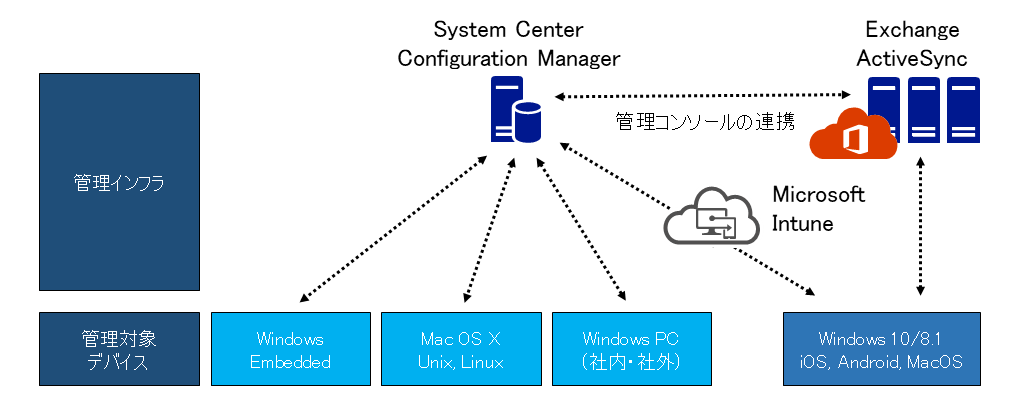 System Center
Configuration Manager
Exchange
ActiveSync
管理コンソールの連携
管理インフラ
Microsoft
Intune
管理対象
デバイス
Windows
Embedded
Mac OS X
Unix, Linux
Windows PC
(社内・社外)
Windows 10/8.1
iOS, Android, MacOS